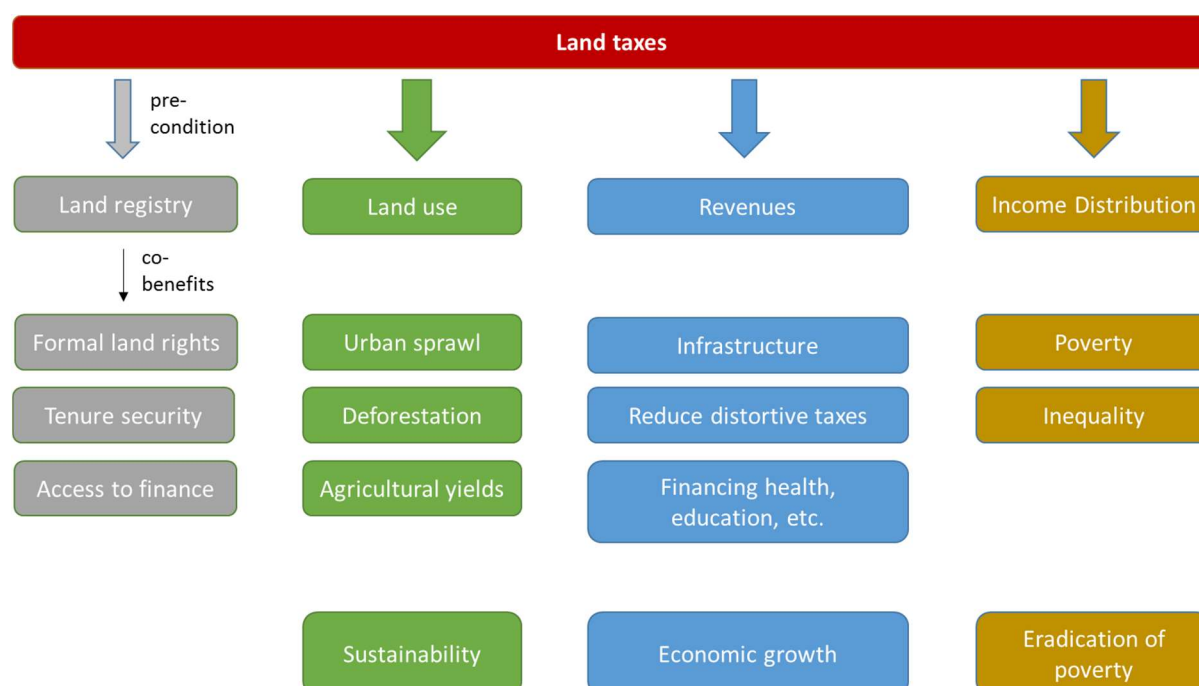 Land taxes
pre-
condition
Land registry
Land use
Revenues
Income Distribution
co-
benefits
Formal land rights
Urban sprawl
Infrastructure
Poverty
Tenure security
Deforestation
Reduce distortive taxes
Inequality
Access to finance
Agricultural yields
Financing health,
education, etc.
Sustainability
Economic growth
Eradication of
poverty